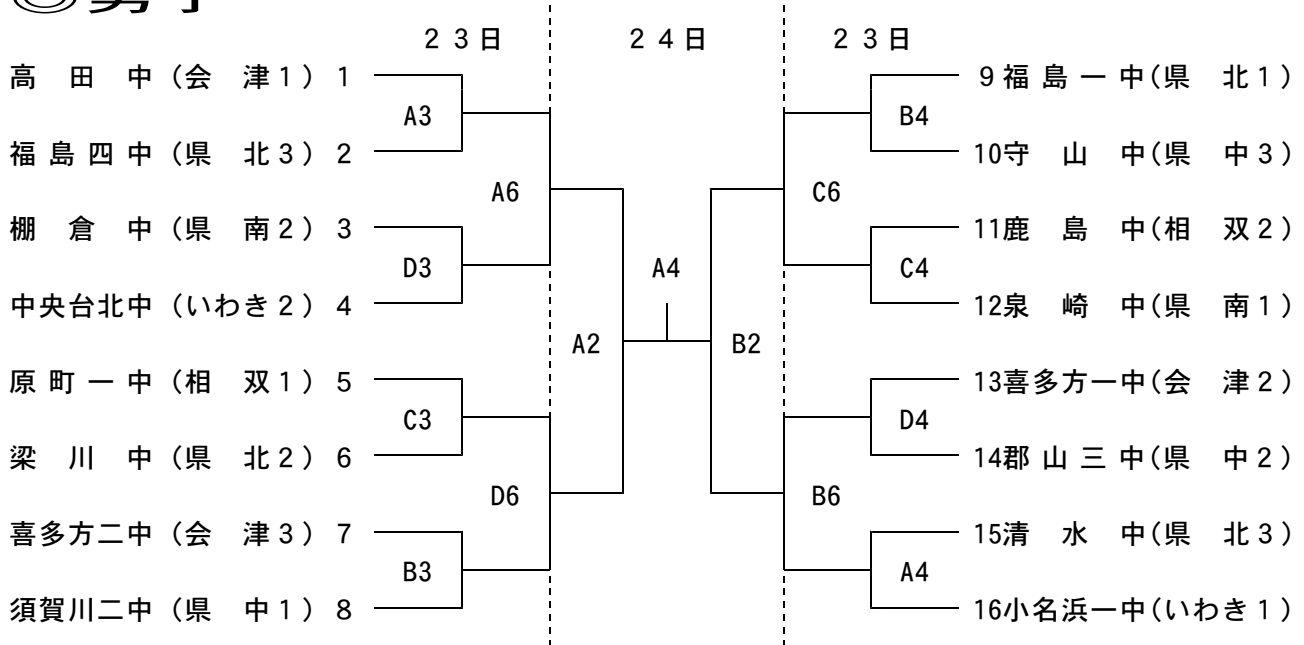 ２３日 ２４日 ２３日
高　田　中（会　津１）1 9福島一中(県　北１)
A3 B4
福島四中（県　北３）2 10守　山　中(県　中３)
A6 C6
棚　倉　中（県　南２）3 11鹿　島　中(相　双２)
D3 A4 C4
中央台北中（いわき２）4 12泉　崎　中(県　南１)
A2 B2
原町一中（相　双１）5 13喜多方一中(会　津２)
C3 D4
梁　川　中（県　北２）6 14郡山三中(県　中２)
D6 B6
喜多方二中（会　津３）7 15清　水　中(県　北３)
B3 A4
須賀川二中（県　中１）8 16小名浜一中(いわき１)